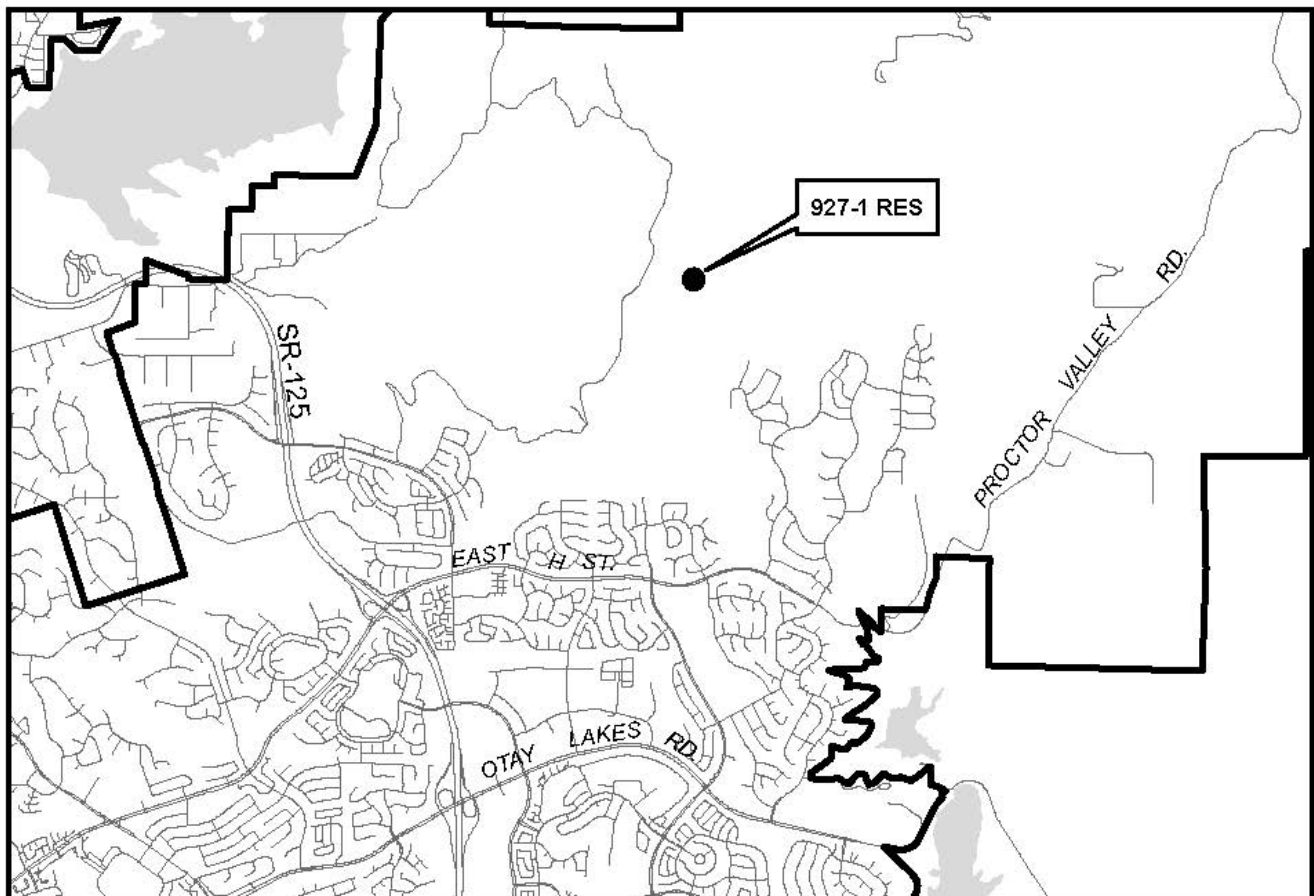 927-1 RES
PROCTOR VALLEY RD.
SR-125
EAST H ST.
OTAY LAKES RD.